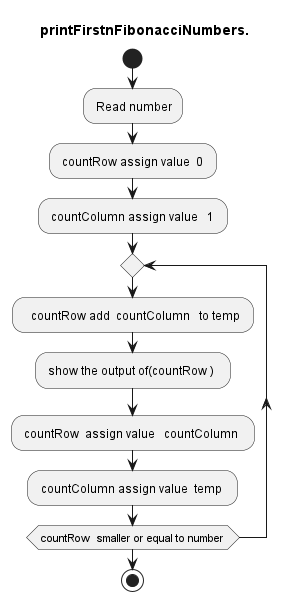 printFirstnFibonacciNumbers.
Read number
countRow assign value 0
countColumn assign value 1
countRow add countColumn to temp
show the output of(countRow )
countRow assign value countColumn
countColumn assign value temp
countRow smaller or equal to number